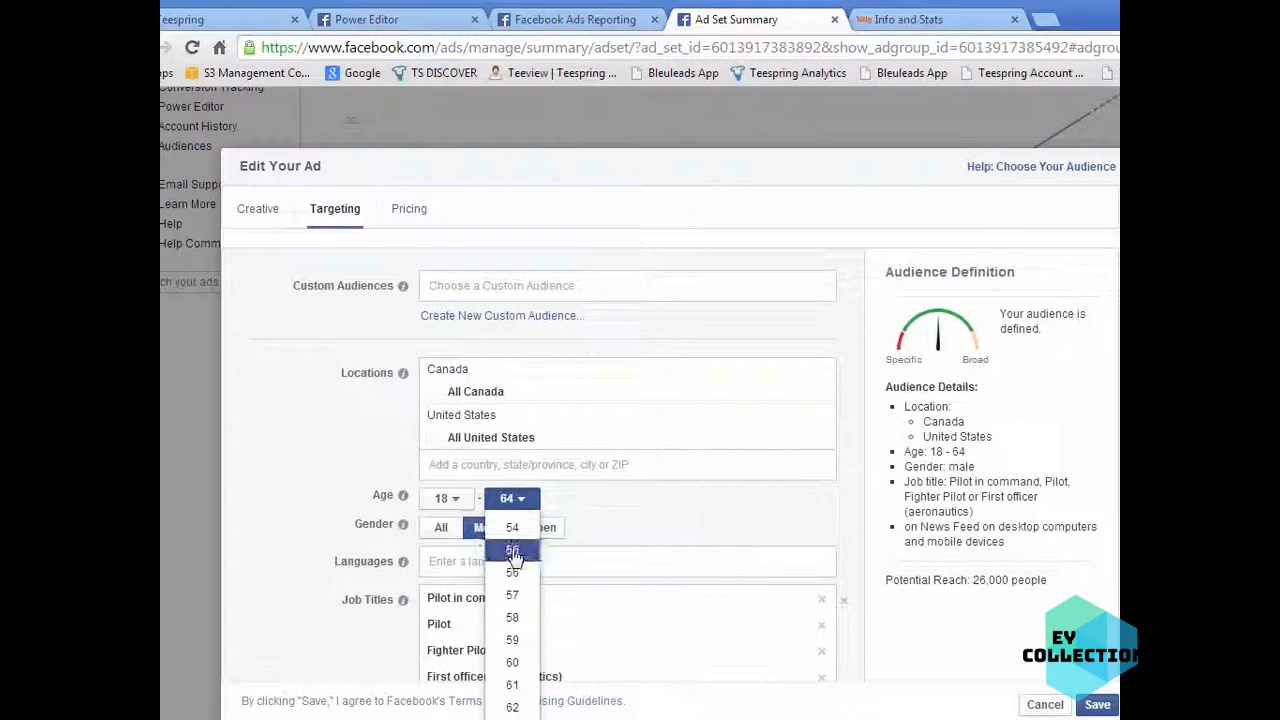 eespring
Power Editor
Facebook Ads Reporting
Ad Set Summary
Info and Stats
https://www.facebook.com/ads/manage/summary/adset/?ad_set_id=6013917383892&show_adgroup_id=6013917385492#adgrou
ps
S3 Management Co...
Google
TS DISCOVER
Teeview | Teespring ...
Bleuleads App
Teespring Analytics
Bleuleads App
Teespring Account ...
Conversion Tracking
Power Editor
Account History
Audiences
Email Suppo
Learn More
Help
Help Comm
ch your ads
Edit Your Ad
Help: Choose Your Audience
Creative
Targeting
Pricing
Custom Audiences
Choose a Custom Audience
Create New Custom Audience...
Locations
Canada
All Canada
United States
All United States
Add a country, state/province, city or ZIP
Age
18
-
64
54
56
57
58
59
60
61
62
Gender
All
M
en
Languages
Enter a lan
Job Titles
Pilot in con
Pilot
Fighter Pilo
First office
tics)
By clicking "Save," I agree to Facebook's Terms
ising Guidelines.
Cancel
Save
Audience Definition
Your audience is
defined.
Specific
Broad
Audience Details:
Location:
Canada
United States
Age: 18 - 64
Gender: male
Job title: Pilot in command, Pilot,
Fighter Pilot or First officer
(aeronautics)
on News Feed on desktop computers
and mobile devices
Potential Reach: 26,000 people
EY
COLLECTION